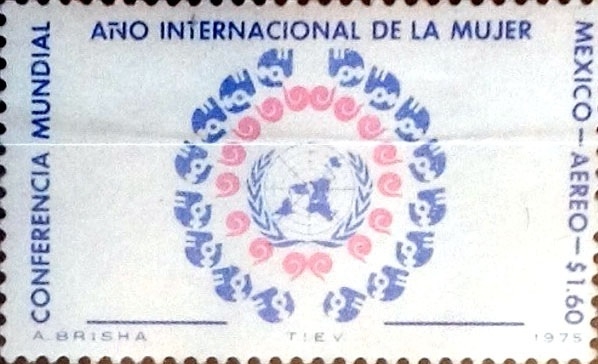 AÑO INTERNACIONAL DE LA MUJER
CONFERENCIA MUNDIAL
MEXICO-AEREO-$1.60
A. BRISHA T.I.E.V. 1975